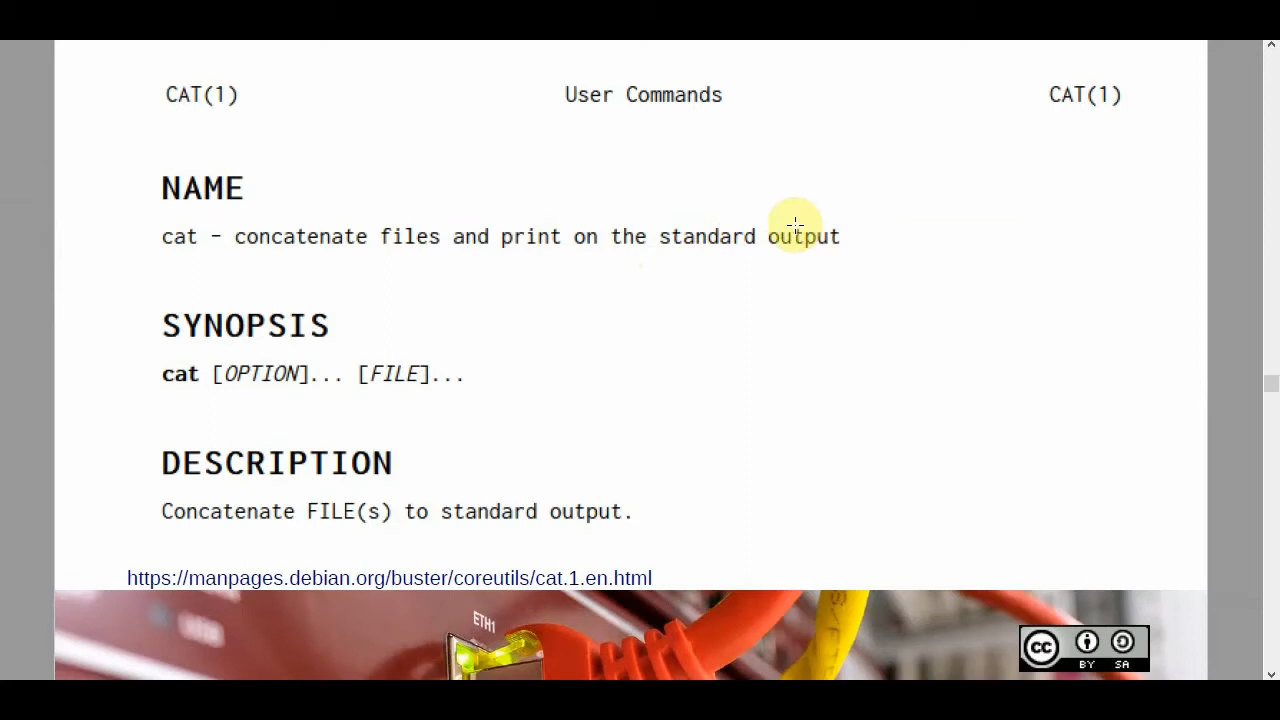 CAT(1) User Commands CAT(1)
NAME
cat - concatenate files and print on the standard output
SYNOPSIS
cat [OPTION]... [FILE]...
DESCRIPTION
Concatenate FILE(s) to standard output.
https://manpages.debian.org/buster/coreutils/cat.1.en.html
ETH1
cc
BY SA